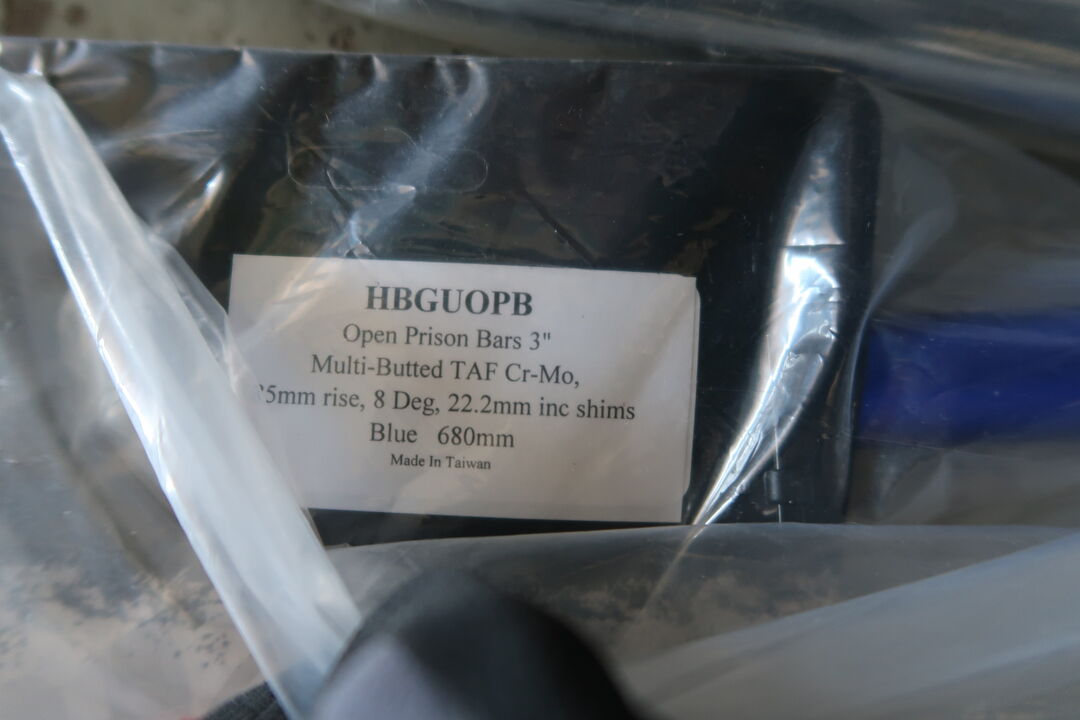 HBGUOPB
Open Prison Bars 3"
Multi-Butted TAF Cr-Mo,
rise, 8 Deg, 22.2mm inc shims
Blue 680mm
Made In Taiwan